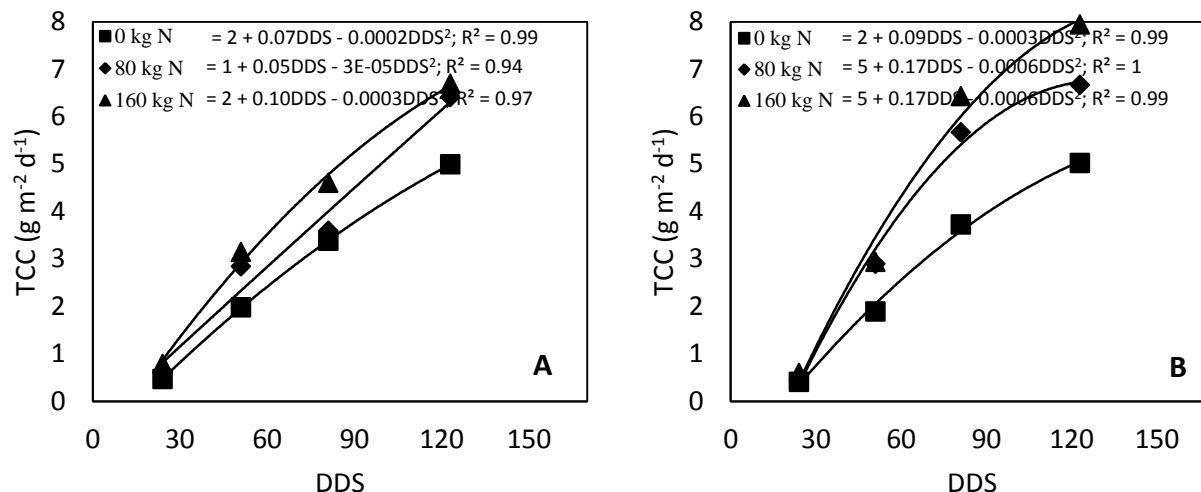 8
7
6
5
4
3
2
1
0
TCC (g m⁻² d⁻¹)
0 kg N = 2 + 0.07DDS - 0.0002DDS²; R² = 0.99
80 kg N = 1 + 0.05DDS - 3E-05DDS²; R² = 0.94
160 kg N = 2 + 0.10DDS - 0.0003DDS²; R² = 0.97
A
0 30 60 90 120 150
DDS
8
7
6
5
4
3
2
1
0
TCC (g m⁻² d⁻¹)
0 kg N = 2 + 0.09DDS - 0.0003DDS²; R² = 0.99
80 kg N = 5 + 0.17DDS - 0.0006DDS²; R² = 1
160 kg N = 5 + 0.17DDS - 0.0006DDS²; R² = 0.99
B
0 30 60 90 120 150
DDS